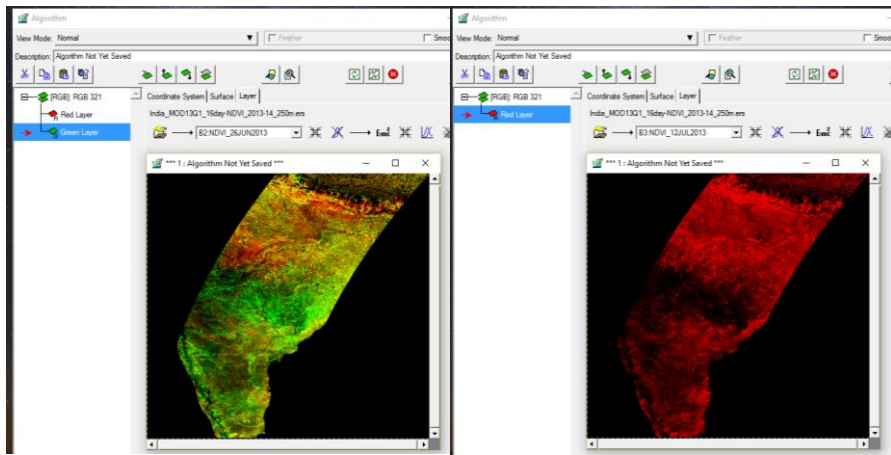 Algorithm
View Mode: Normal
Feather
Smoo
Description: Algorithm Not Yet Saved
[RGB]: RGB 321
Red Layer
Green Layer
Coordinate System
Surface
Layer
India_MOD13Q1_16day-NDVI_2013-14_250m.ers
B2:NDVI_26JUN2013
*** 1 : Algorithm Not Yet Saved ***
Algorithm
View Mode: Normal
Feather
Smoo
Description: Algorithm Not Yet Saved
[RGB]: RGB 321
Red Layer
Coordinate System
Surface
Layer
India_MOD13Q1_16day-NDVI_2013-14_250m.ers
B3:NDVI_12JUL2013
*** 1 : Algorithm Not Yet Saved ***